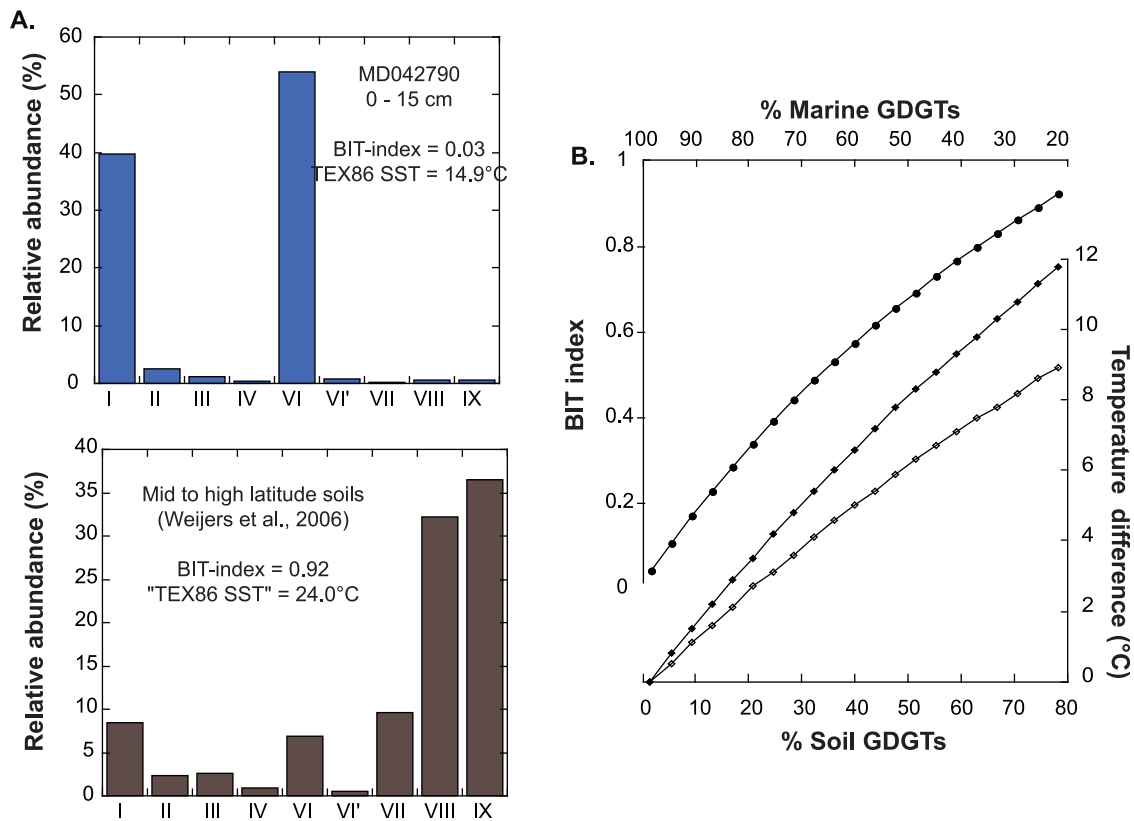 A.
60
50
40
30
20
10
0
Relative abundance (%)
MD042790
0 - 15 cm
BIT-index = 0.03
TEX86 SST = 14.9°C
I II III IV VI VI' VII VIII IX
40
35
30
25
20
15
10
5
0
Relative abundance (%)
Mid to high latitude soils
(Weijers et al., 2006)
BIT-index = 0.92
"TEX86 SST" = 24.0°C
I II III IV VI VI' VII VIII IX
B.
% Marine GDGTs
100 90 80 70 60 50 40 30 20
1
0.8
0.6
0.4
0.2
0
BIT index
12
10
8
6
4
2
0
Temperature difference (°C)
0 10 20 30 40 50 60 70 80
% Soil GDGTs